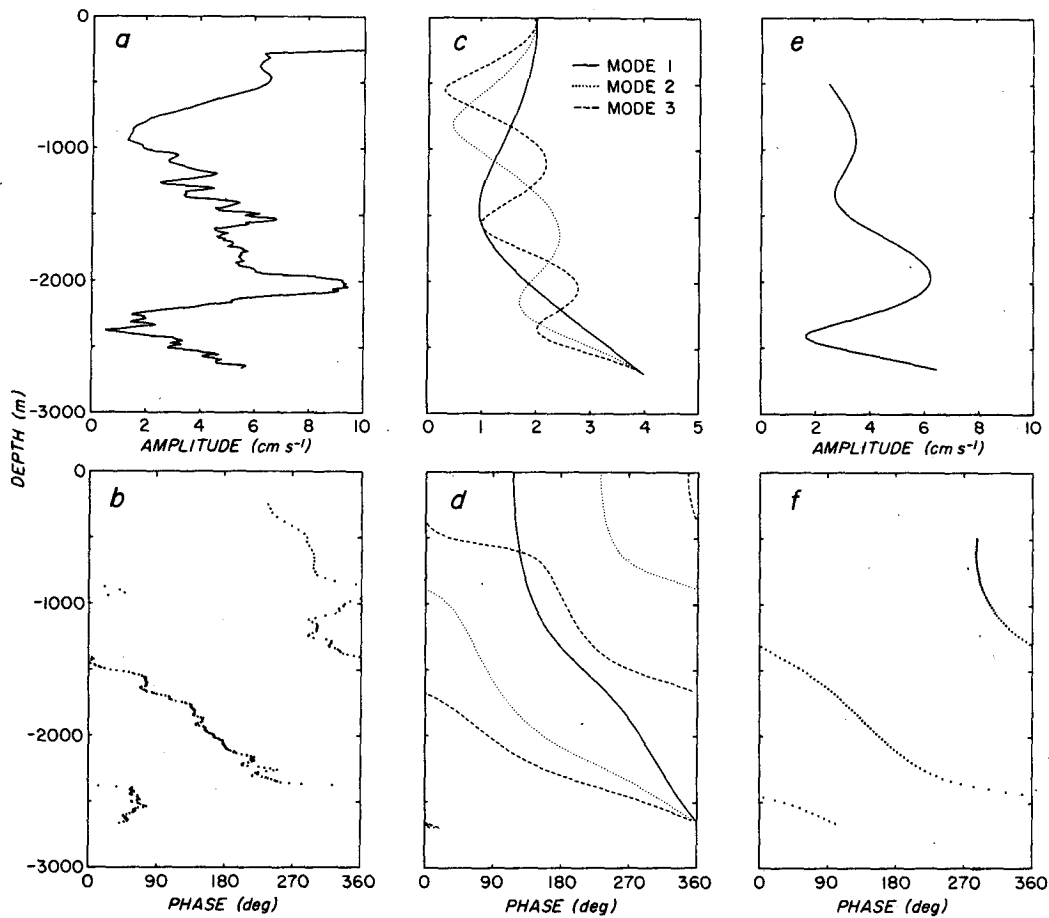 a
c
e
MODE 1
MODE 2
MODE 3
0
-1000
-2000
-3000
0 2 4 6 8 10
0 1 2 3 4 5
0 2 4 6 8 10
AMPLITUDE (cm s⁻¹)
AMPLITUDE (cm s⁻¹)
DEPTH (m)
b
d
f
0
-1000
-2000
-3000
0 90 180 270 360
0 90 180 270 360
0 90 180 270 360
PHASE (deg)
PHASE (deg)
PHASE (deg)